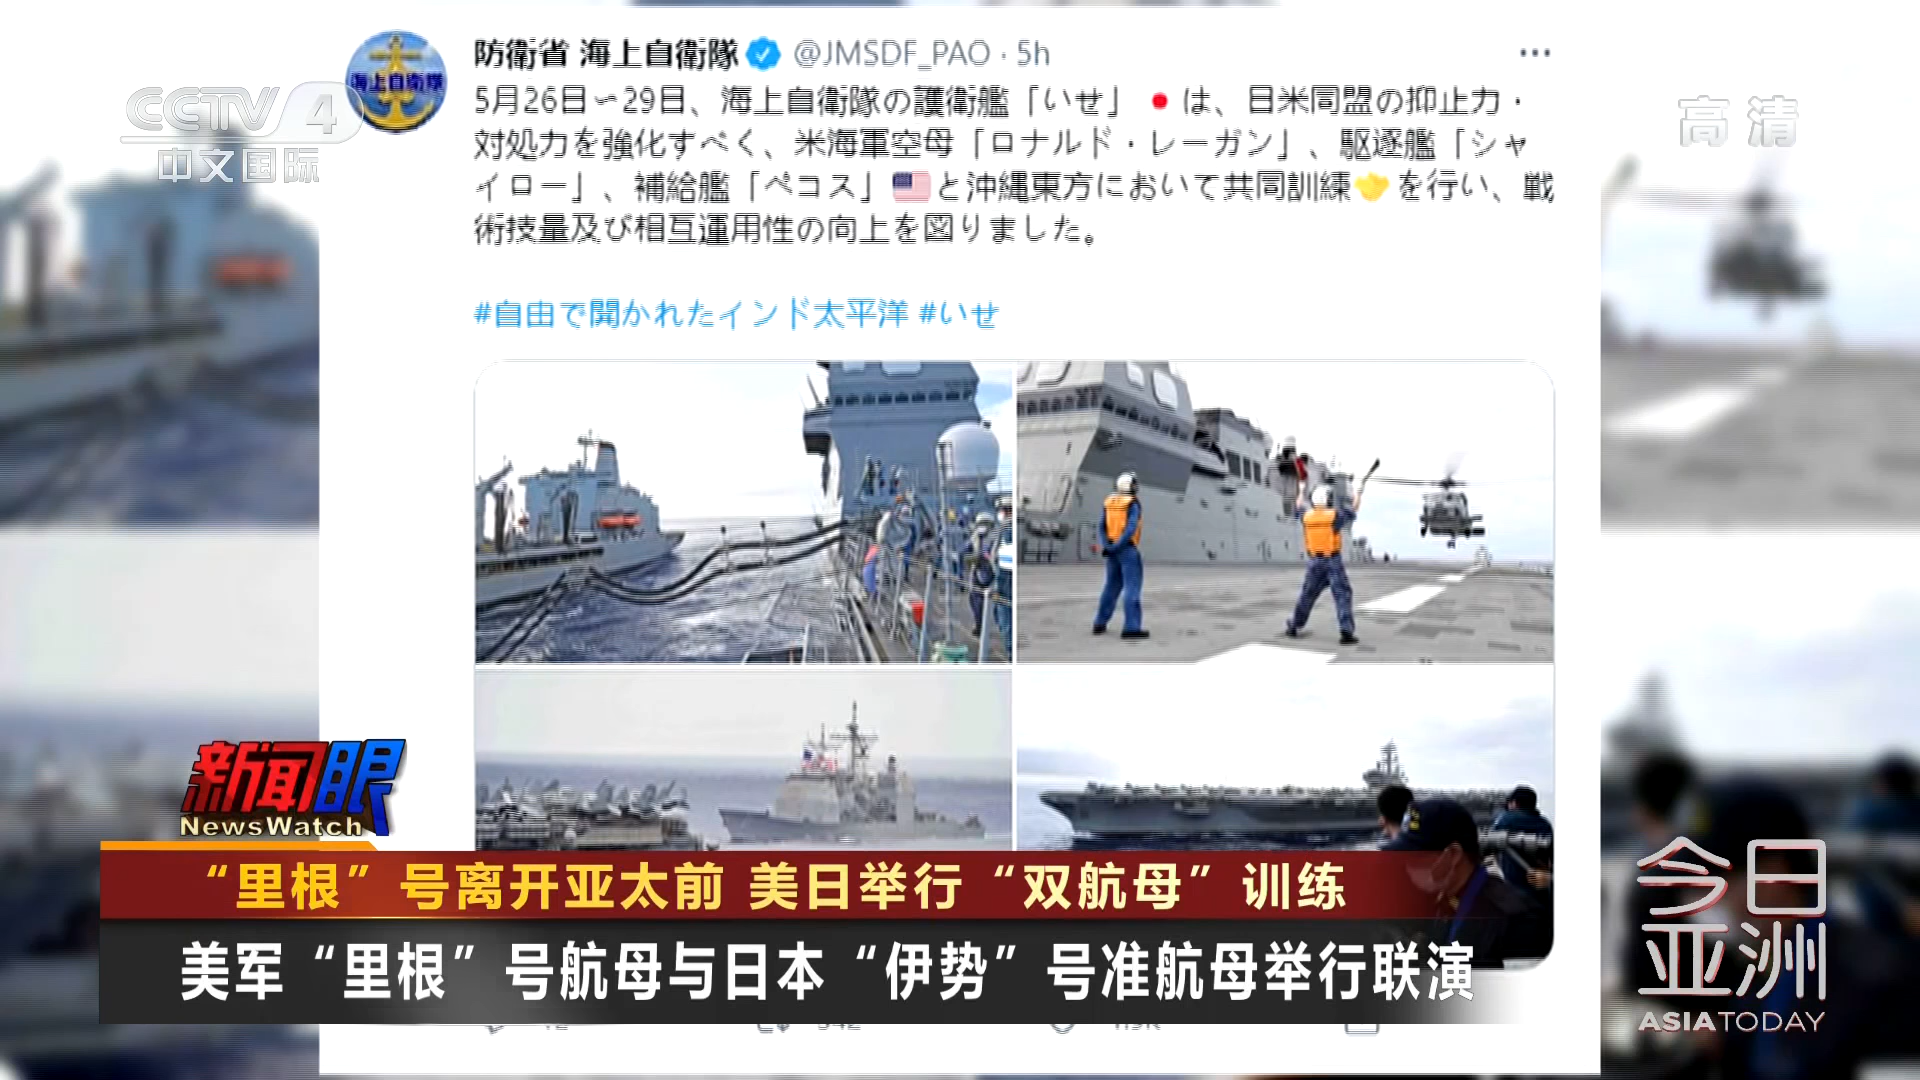 防衛省 海上自衛隊 @JMSDF_PAO · 5h
海上自衛隊
5月26日〜29日、海上自衛隊の護衛艦「いせ」は、日米同盟の抑止力・
対処力を強化すべく、米海軍空母「ロナルド・レーガン」、駆逐艦「シャ
イロー」、補給艦「ペコス」と沖縄東方において共同訓練を行い、戦
術技量及び相互運用性の向上を図りました。
#自由で開かれたインド太平洋 #いせ
CCTV 4
中文国际
高清
新闻眼
NewsWatch
“里根”号离开亚太前 美日举行“双航母”训练
美军“里根”号航母与日本“伊势”号准航母举行联演
今日
亚洲
ASIA TODAY